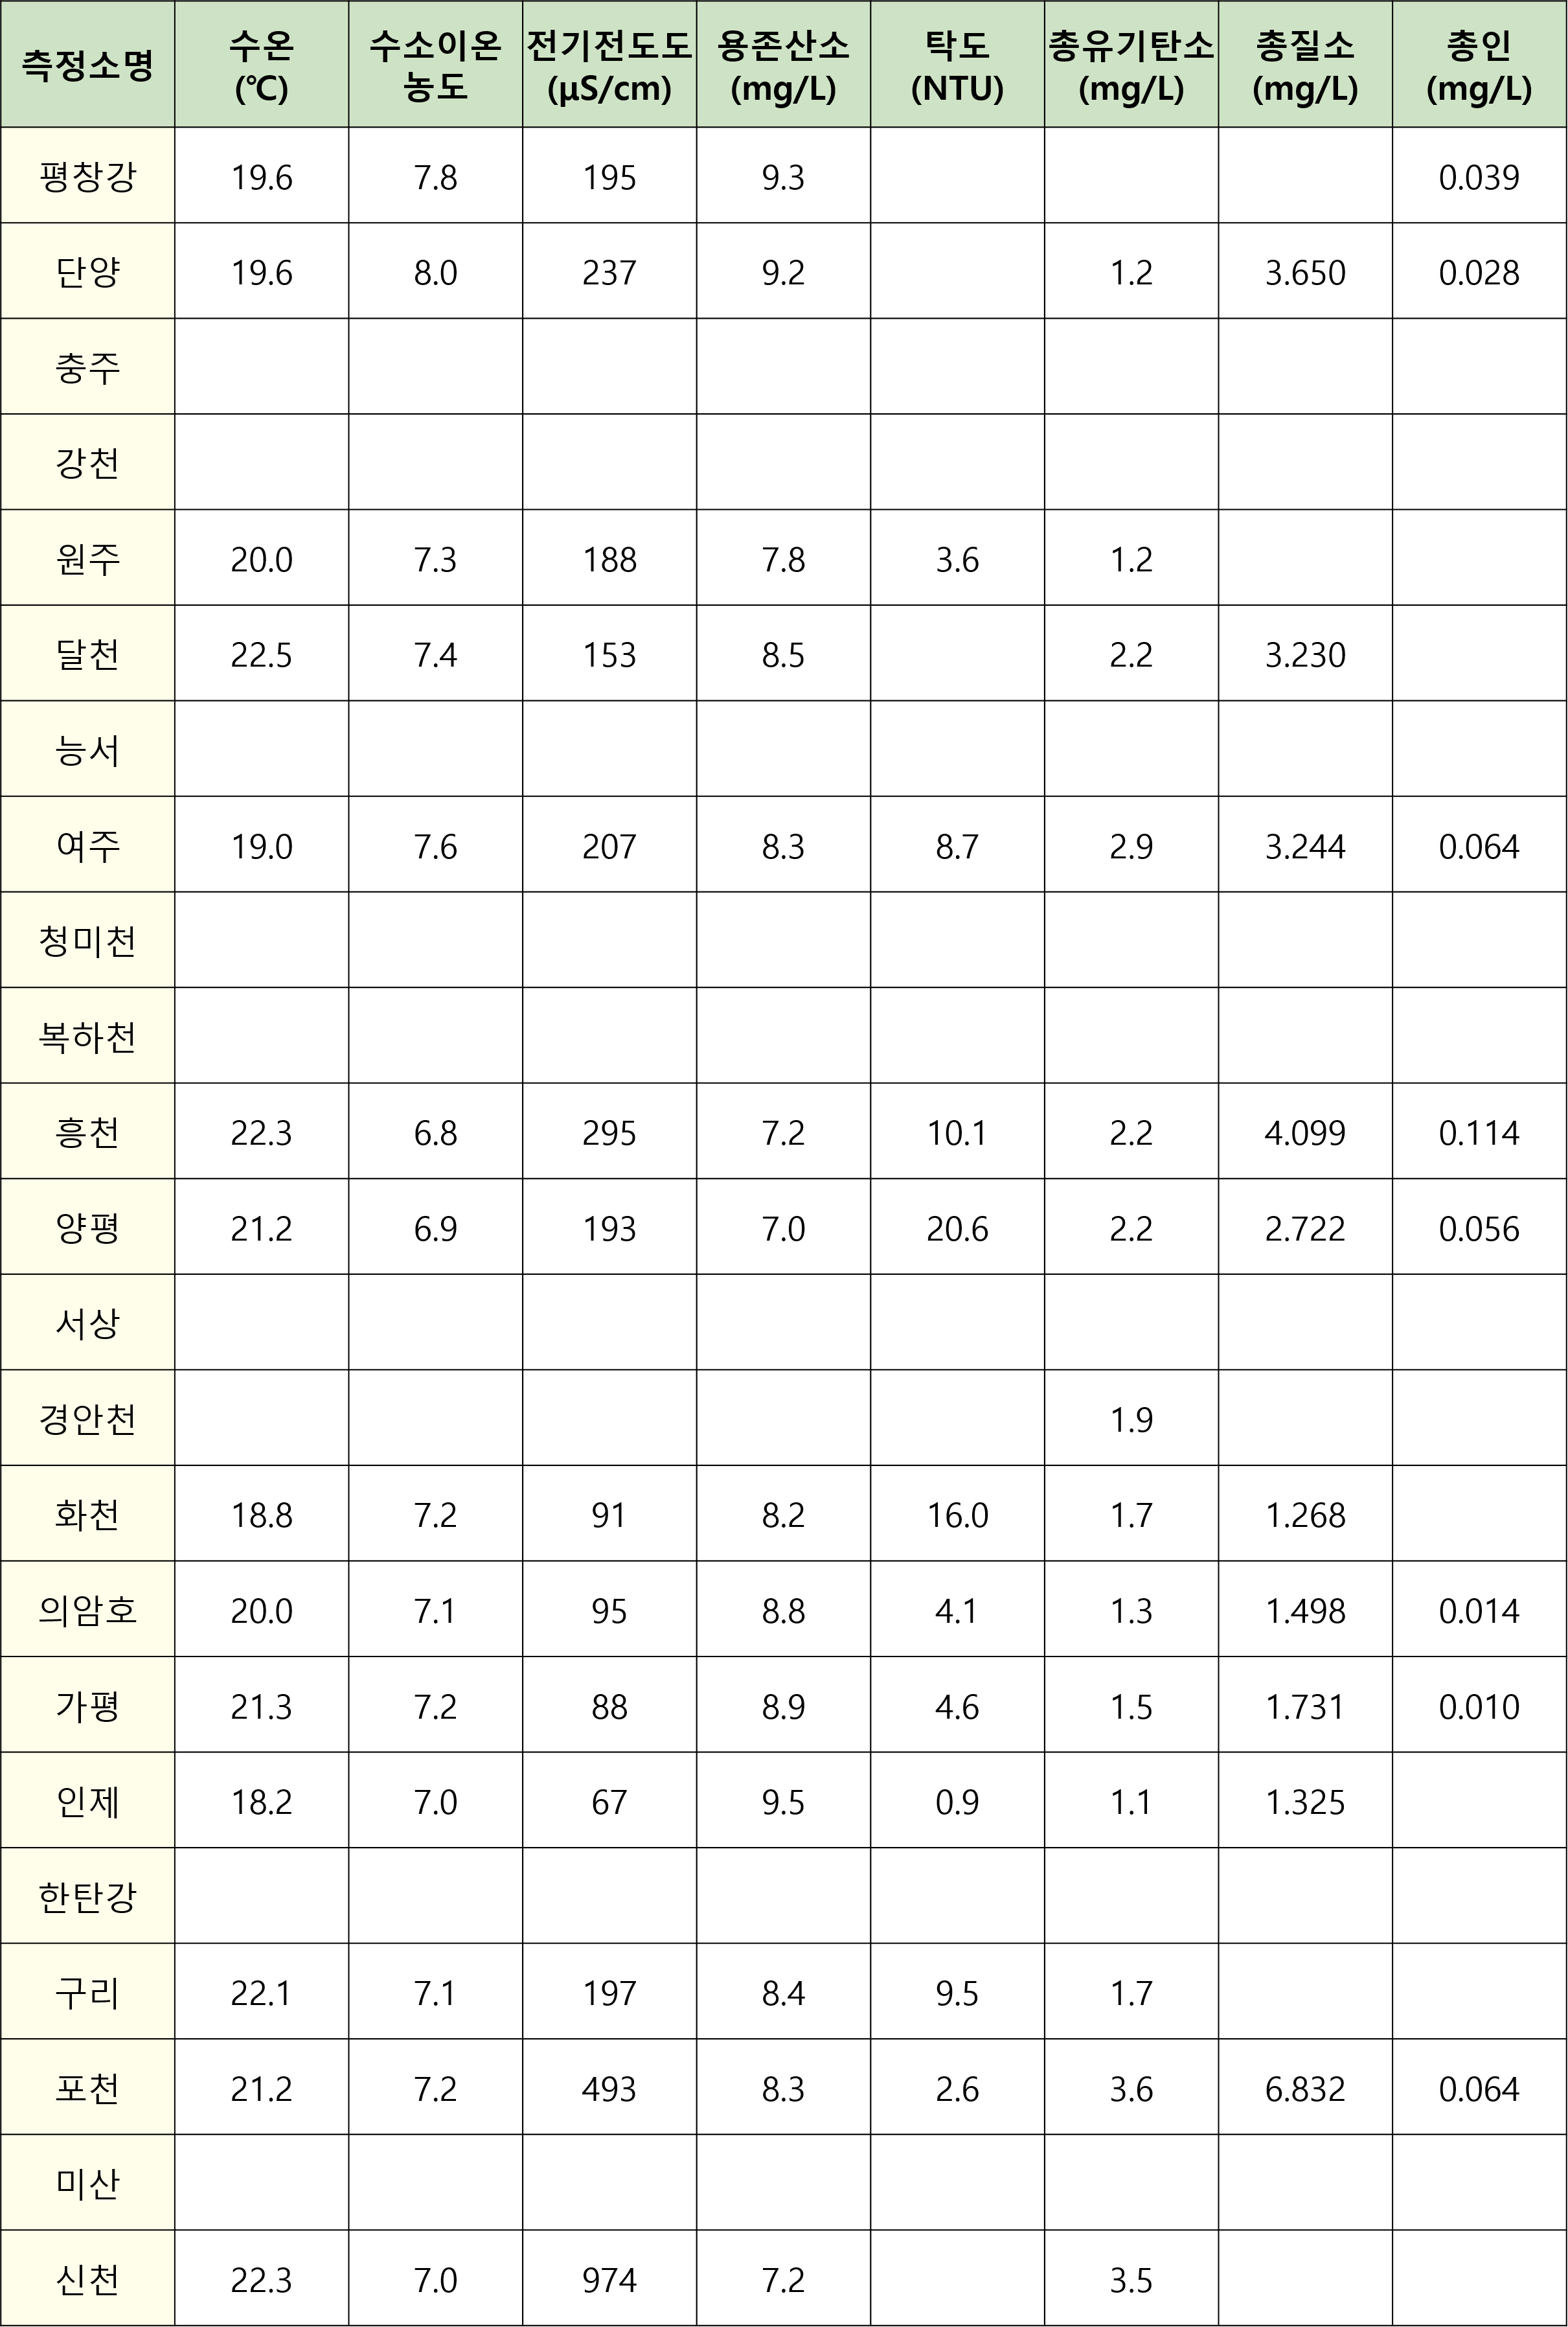 측정소명 수온 (℃) 수소이온 농도 전기전도도 (µS/cm) 용존산소 (mg/L) 탁도 (NTU) 총유기탄소 (mg/L) 총질소 (mg/L) 총인 (mg/L)
평창강 19.6 7.8 195 9.3 0.039
단양 19.6 8.0 237 9.2 1.2 3.650 0.028
충주
강천
원주 20.0 7.3 188 7.8 3.6 1.2
달천 22.5 7.4 153 8.5 2.2 3.230
능서
여주 19.0 7.6 207 8.3 8.7 2.9 3.244 0.064
청미천
복하천
흥천 22.3 6.8 295 7.2 10.1 2.2 4.099 0.114
양평 21.2 6.9 193 7.0 20.6 2.2 2.722 0.056
서상
경안천 1.9
화천 18.8 7.2 91 8.2 16.0 1.7 1.268
의암호 20.0 7.1 95 8.8 4.1 1.3 1.498 0.014
가평 21.3 7.2 88 8.9 4.6 1.5 1.731 0.010
인제 18.2 7.0 67 9.5 0.9 1.1 1.325
한탄강
구리 22.1 7.1 197 8.4 9.5 1.7
포천 21.2 7.2 493 8.3 2.6 3.6 6.832 0.064
미산
신천 22.3 7.0 974 7.2 3.5